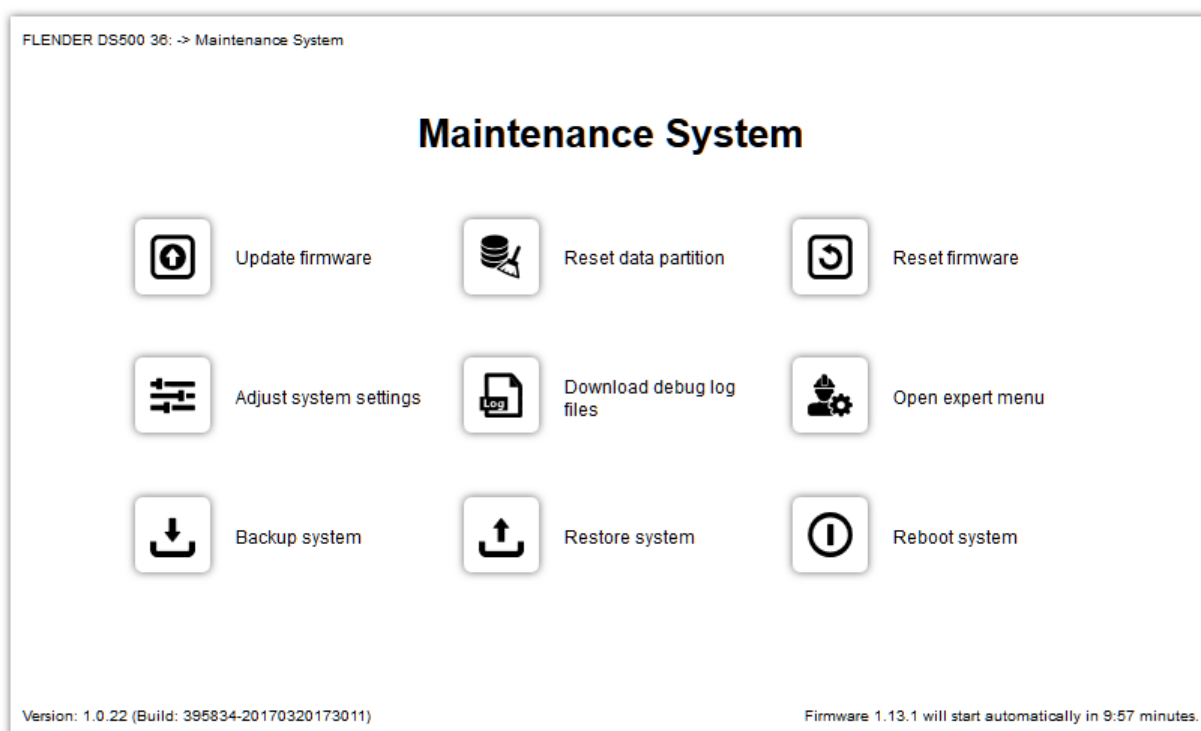 FLENDER DS500 36: -> Maintenance System
Maintenance System
Update firmware
Reset data partition
Reset firmware
Adjust system settings
Log
Download debug log
files
Open expert menu
Backup system
Restore system
Reboot system
Version: 1.0.22 (Build: 395834-20170320173011)
Firmware 1.13.1 will start automatically in 9:57 minutes.